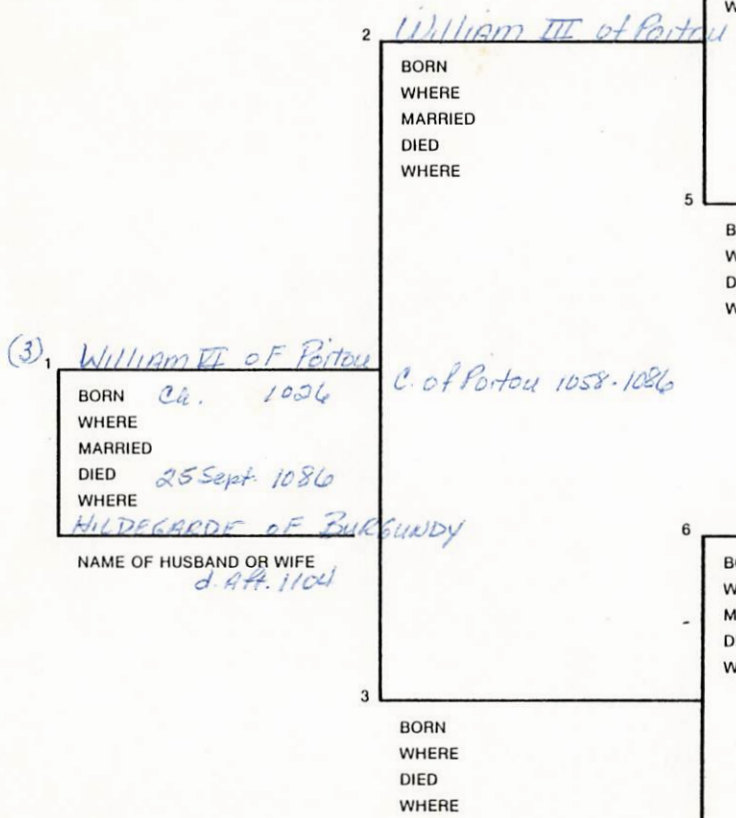 W
2 William III of Poitou
BORN
WHERE
MARRIED
DIED
WHERE
5
B
W
D
W
(3) 1 William VI of Poitou
BORN Ca. 1026
WHERE
MARRIED
DIED 25 Sept. 1086
WHERE
C. of Poitou 1058-1086
HILDEGARDE OF BURGUNDY
NAME OF HUSBAND OR WIFE
d. Aft. 1104
6
BO
W
M
D
W
3
BORN
WHERE
DIED
WHERE